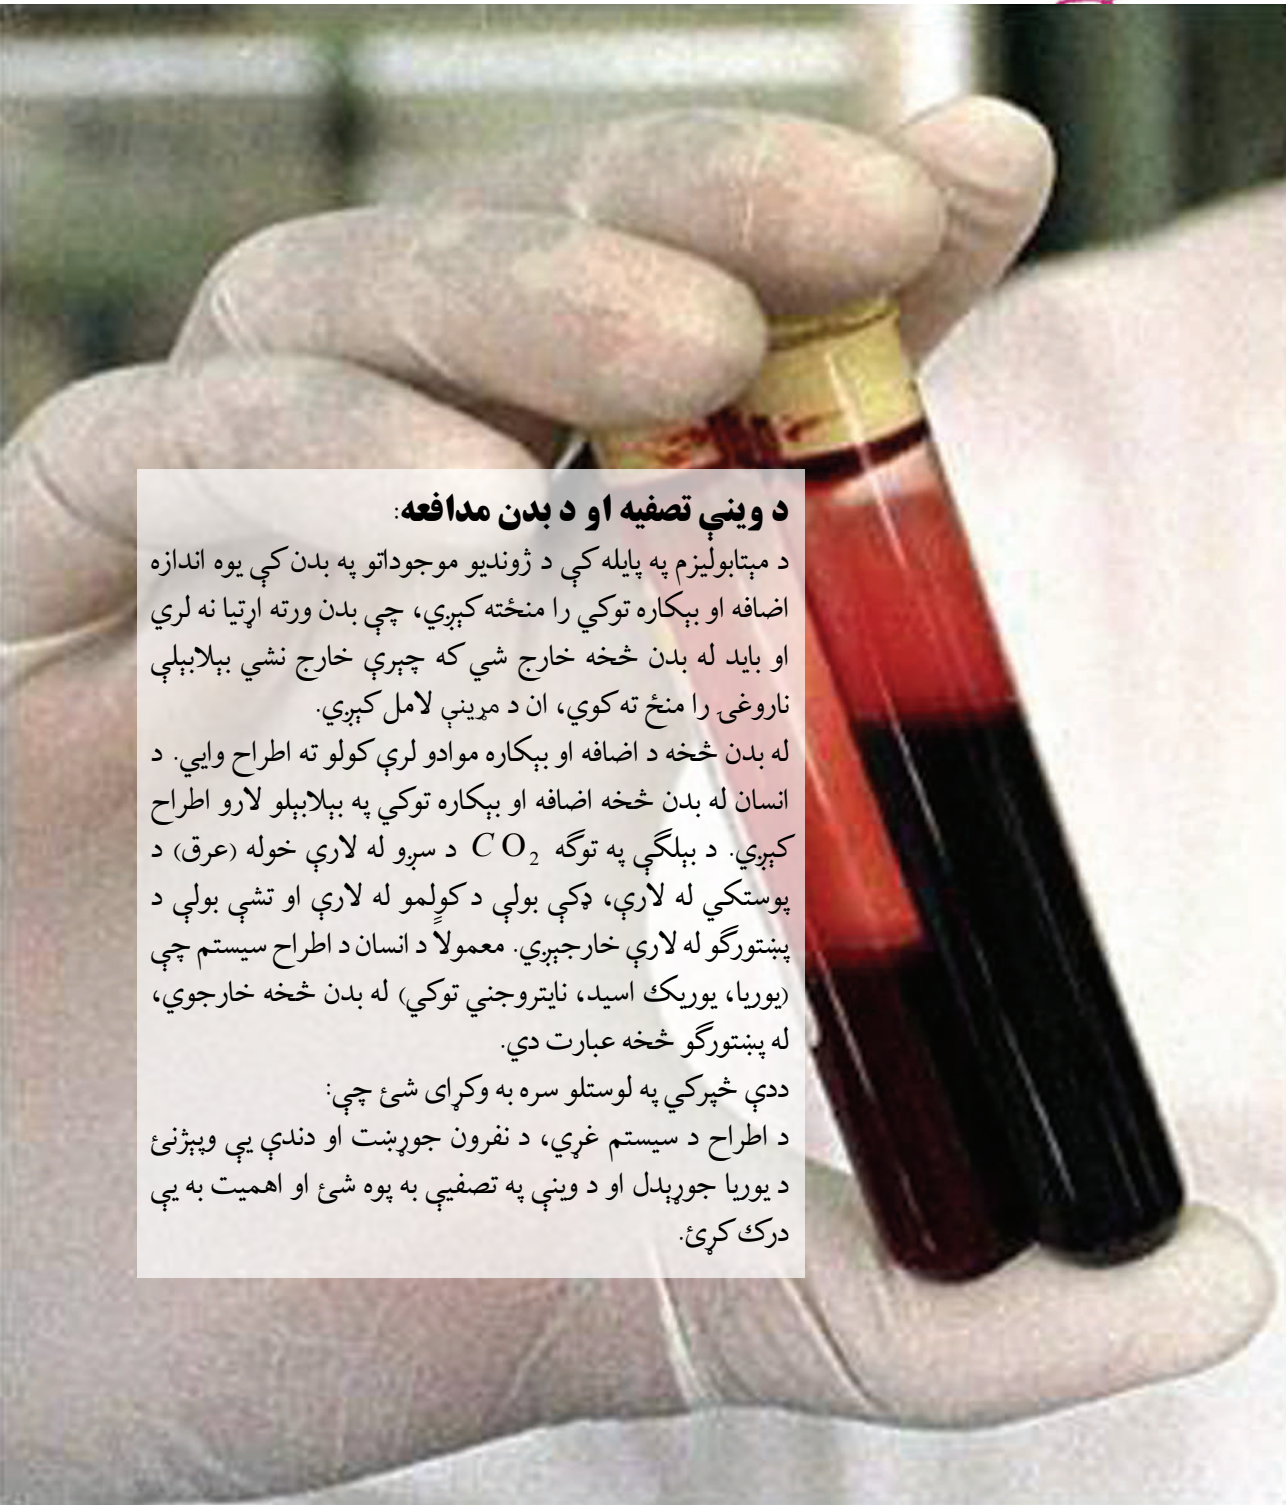 د وينې تصفيه او د بدن مدافعه:
د مېتابوليزم په پايله کې د ژونديو موجوداتو په بدن کې يوه اندازه
اضافه او بېکاره توکي را منځته کېږي، چې بدن ورته اړتيا نه لري
او بايد له بدن څخه خارج شي که چېرې خارج نشي بېلابېلې
ناروغۍ را منځ ته کوي، ان د مړينې لامل کېږي.
له بدن څخه د اضافه او بېکاره موادو لرې کولو ته اطراح وايي. د
انسان له بدن څخه اضافه او بېکاره توکي په بېلابېلو لارو اطراح
کېږي. د بېلګې په توګه CO₂ د سږو له لارې خوله (عرق) د
پوستکي له لارې، ډکې بولې د کولمو له لارې او تشې بولې د
پښتورګو له لارې خارجېږي. معمولاً د انسان د اطراح سيستم چې
(يوريا، يوريک اسيد، نايتروجني توکي) له بدن څخه خارجوي،
له پښتورګو څخه عبارت دي.
ددې څپرکي په لوستلو سره به وکړای شئ چې:
د اطراح د سيستم غړي، د نفرون جوړښت او دندې يې وپېژنئ
د يوريا جوړېدل او د وينې په تصفيې به پوه شئ او اهميت به يې
درک کړئ.